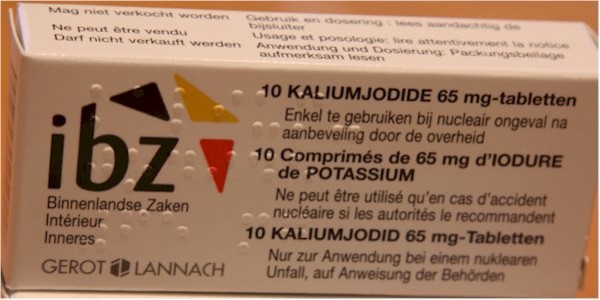 Mag niet verkocht worden
Ne peut être vendu
Darf nicht verkauft werden
Gebruik en dosering : lees aandachtig de
bijsluiter
Usage et posologie: lire attentivement la notice
Anwendung und Dosierung: Packungsbeilage
aufmerksam lesen
ibz
Binnenlandse Zaken
Intérieur
Inneres
GEROT LANNACH
10 KALIUMJODIDE 65 mg-tabletten
Enkel te gebruiken bij nucleair ongeval na
aanbeveling door de overheid
10 Comprimés de 65 mg d'IODURE
de POTASSIUM
Ne peut être utilisé qu'en cas d'accident
nucléaire si les autorités le recommandent
10 KALIUMJODID 65 mg-Tabletten
Nur zur Anwendung bei einem nuklearen
Unfall, auf Anweisung der Behörden